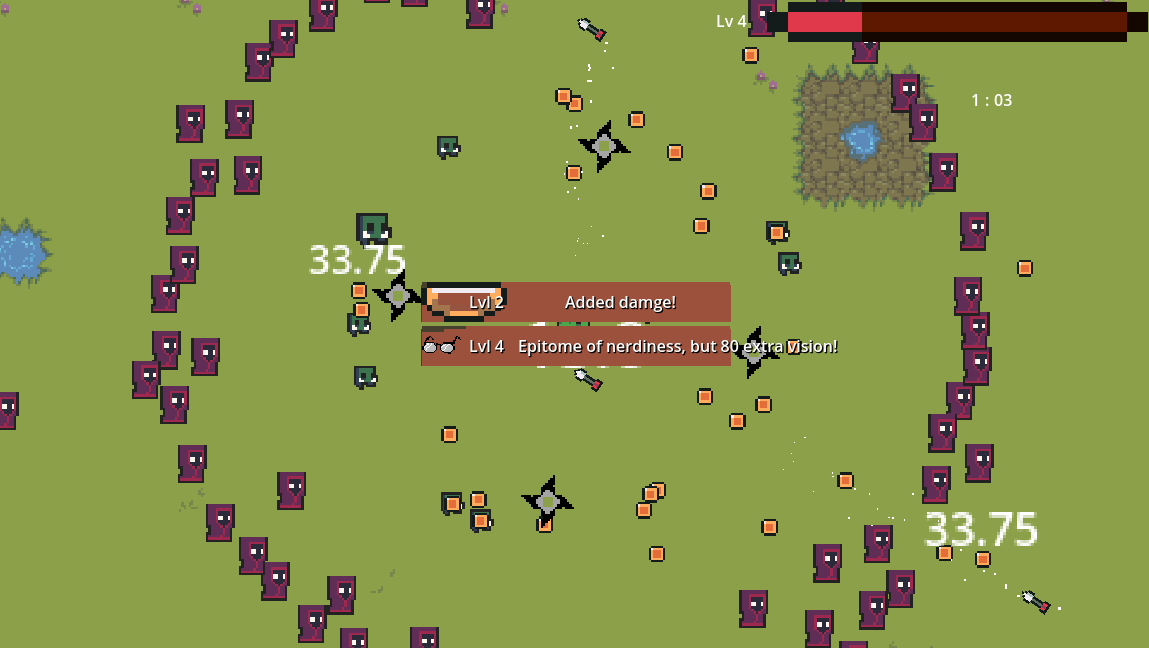 Lv 4
1 : 03
33.75
Lvl 2 Added damge!
Lvl 4 Epitome of nerdiness, but 80 extra vision!
33.75